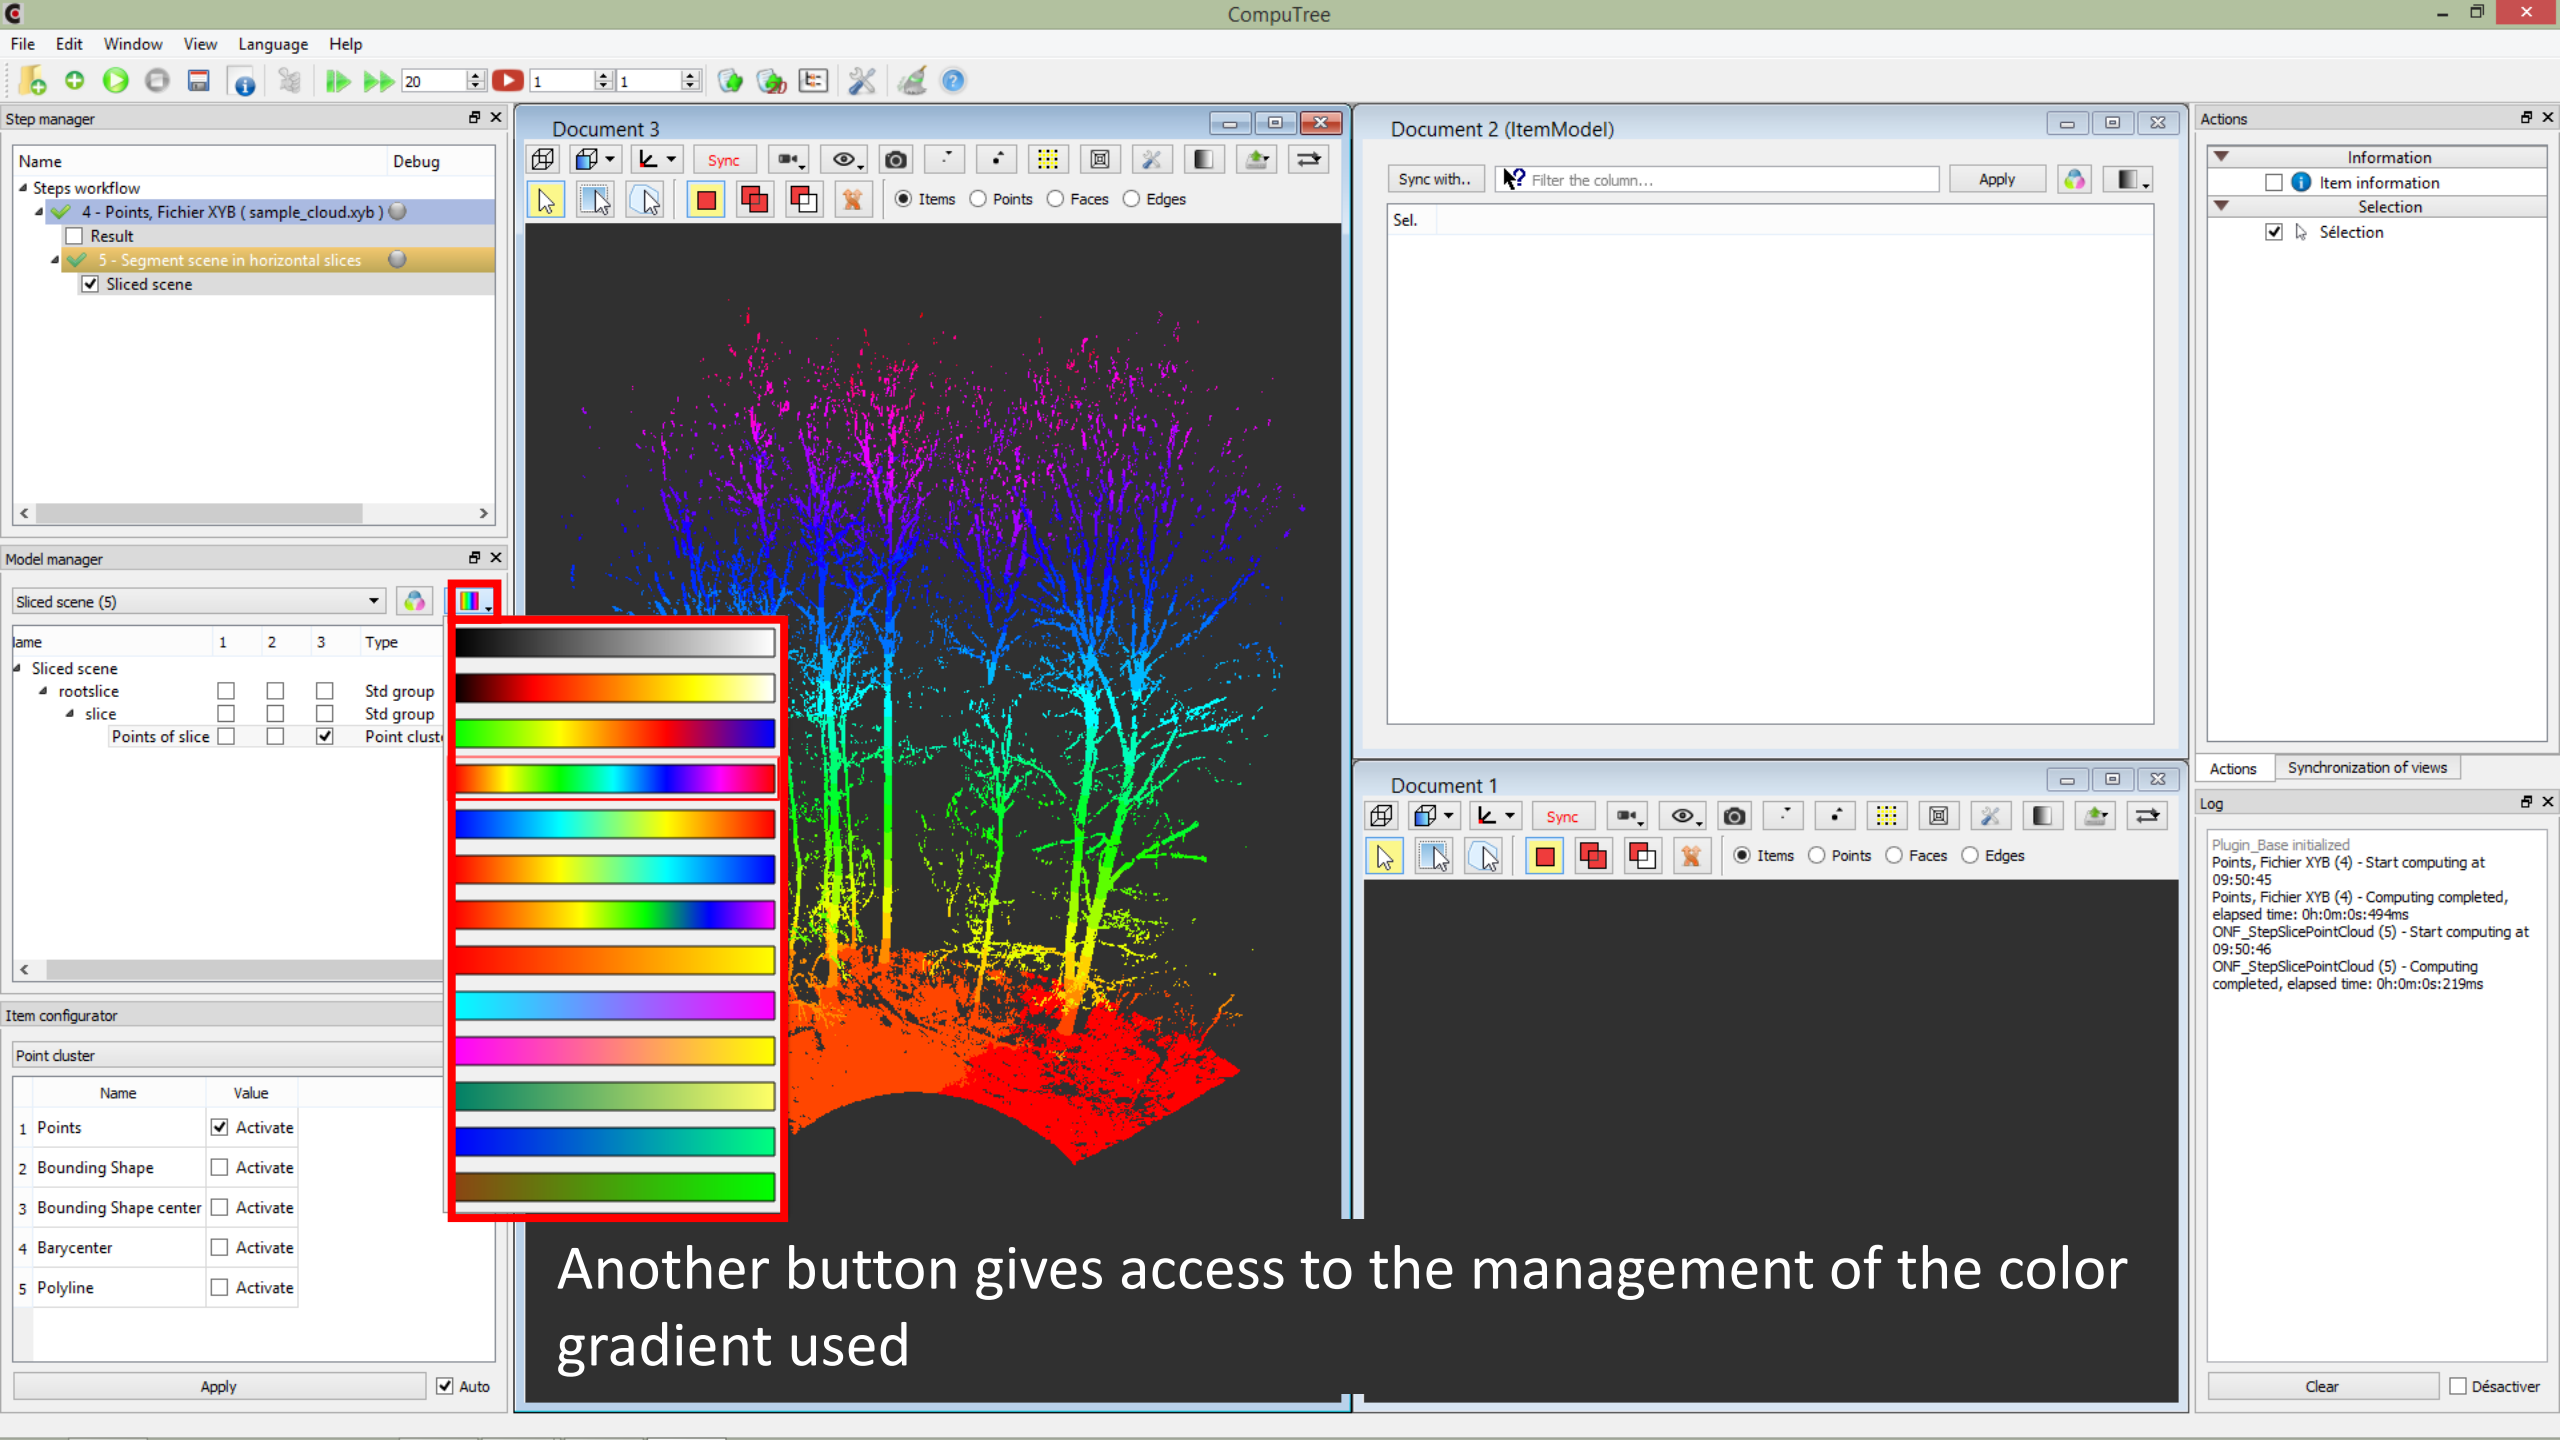 CompuTree
File Edit Window View Language Help
20 1 1
Step manager
Name Debug
Steps workflow
4 - Points, Fichier XYB ( sample_cloud.xyb )
Result
5 - Segment scene in horizontal slices
Sliced scene
Model manager
Sliced scene (5)
lame 1 2 3 Type
Sliced scene
rootslice Std group
slice Std group
Points of slice Point cluste
Item configurator
Point cluster
Name Value
1 Points Activate
2 Bounding Shape Activate
3 Bounding Shape center Activate
4 Barycenter Activate
5 Polyline Activate
Apply Auto
Document 3
Sync
Items Points Faces Edges
Document 2 (ItemModel)
Sync with.. Filter the column... Apply
Sel.
Document 1
Sync
Items Points Faces Edges
Another button gives access to the management of the color
gradient used
Actions
Information
Item information
Selection
Sélection
Actions Synchronization of views
Log
Plugin_Base initialized
Points, Fichier XYB (4) - Start computing at
09:50:45
Points, Fichier XYB (4) - Computing completed,
elapsed time: 0h:0m:0s:494ms
ONF_StepSlicePointCloud (5) - Start computing at
09:50:46
ONF_StepSlicePointCloud (5) - Computing
completed, elapsed time: 0h:0m:0s:219ms
Clear Désactiver